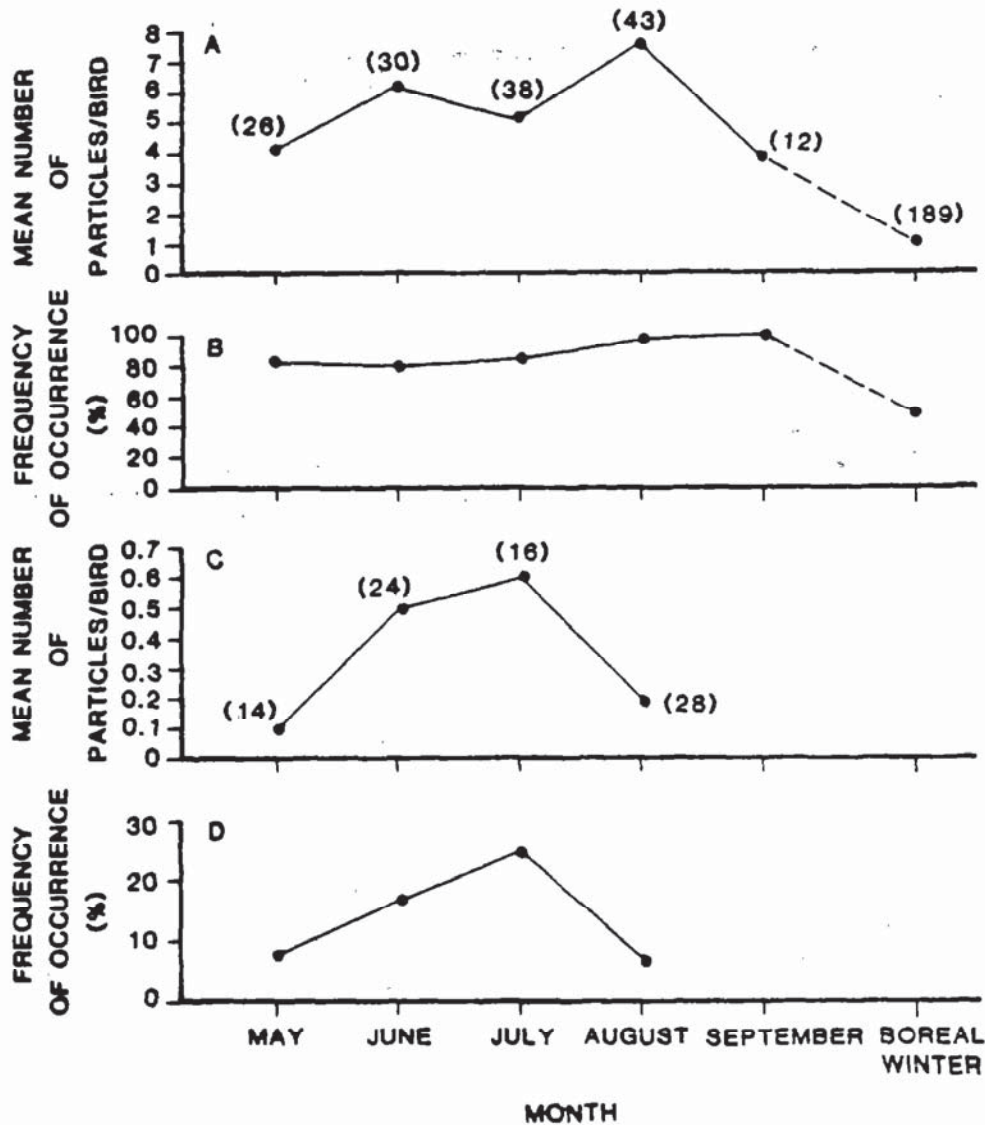 A
MEAN NUMBER
OF
PARTICLES/BIRD
8
7
6
5
4
3
2
1
0
(26)
(30)
(38)
(43)
(12)
(189)
B
FREQUENCY
OF OCCURRENCE
(%)
100
80
60
40
20
0
C
MEAN NUMBER
OF
PARTICLES/BIRD
0.7
0.6
0.5
0.4
0.3
0.2
0.1
0
(14)
(24)
(16)
(28)
D
FREQUENCY
OF OCCURRENCE
(%)
30
20
10
0
MAY JUNE JULY AUGUST SEPTEMBER BOREAL
WINTER
MONTH